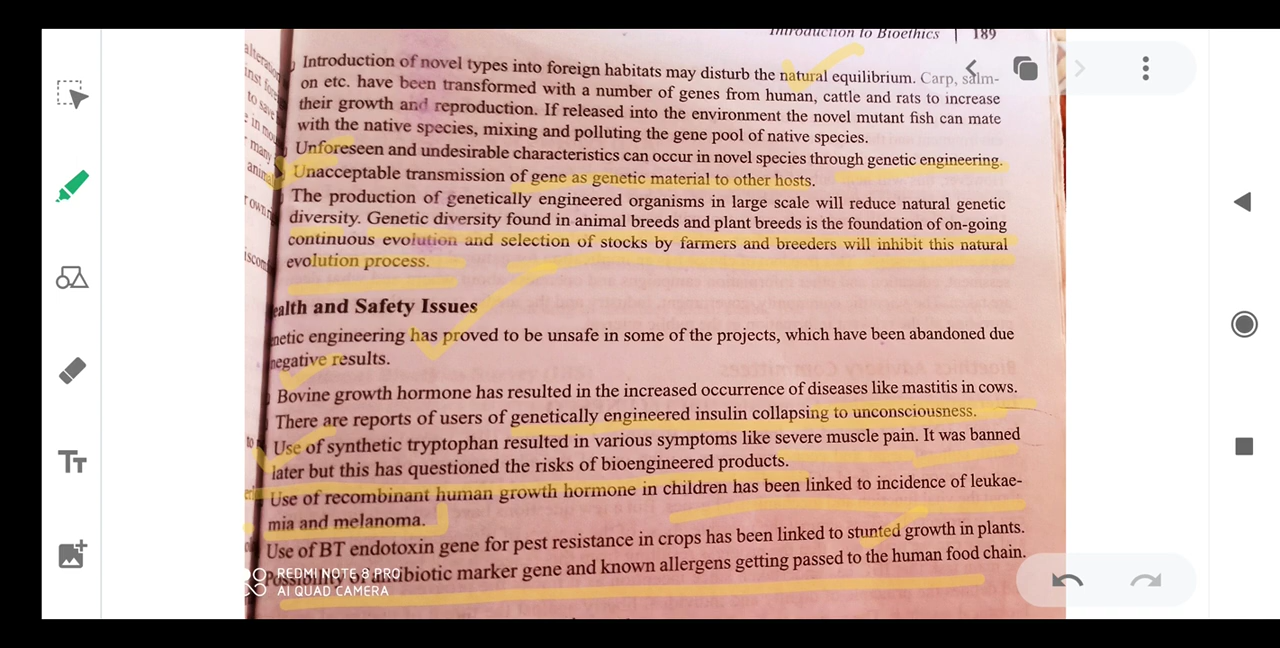 Introduction to Bioethics | 189
Introduction of novel types into foreign habitats may disturb the natural equilibrium. Carp, salm-
on etc. have been transformed with a number of genes from human, cattle and rats to increase
their growth and reproduction. If released into the environment the novel mutant fish can mate
with the native species, mixing and polluting the gene pool of native species.
Unforeseen and undesirable characteristics can occur in novel species through genetic engineering.
Unacceptable transmission of gene as genetic material to other hosts.
The production of genetically engineered organisms in large scale will reduce natural genetic
diversity. Genetic diversity found in animal breeds and plant breeds is the foundation of on-going
continuous evolution and selection of stocks by farmers and breeders will inhibit this natural
evolution process.
ealth and Safety Issues
netic engineering has proved to be unsafe in some of the projects, which have been abandoned due
negative results.
Bovine growth hormone has resulted in the increased occurrence of diseases like mastitis in cows.
There are reports of users of genetically engineered insulin collapsing to unconsciousness.
Use of synthetic tryptophan resulted in various symptoms like severe muscle pain. It was banned
later but this has questioned the risks of bioengineered products.
Use of recombinant human growth hormone in children has been linked to incidence of leukae-
mia and melanoma.
Use of BT endotoxin gene for pest resistance in crops has been linked to stunted growth in plants.
Possibility of antibiotic marker gene and known allergens getting passed to the human food chain.
REDMI NOTE 8 PRO
AI QUAD CAMERA
TT